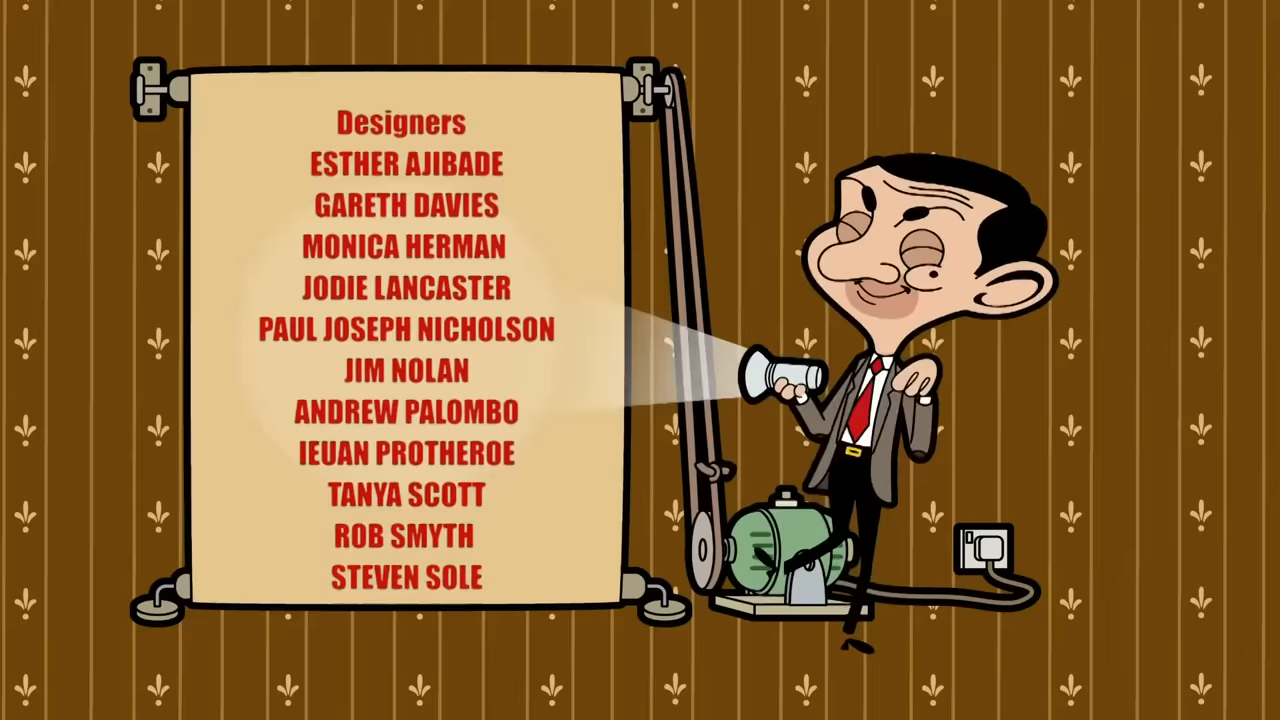 Designers
ESTHER AJIBADE
GARETH DAVIES
MONICA HERMAN
JODIE LANCASTER
PAUL JOSEPH NICHOLSON
JIM NOLAN
ANDREW PALOMBO
IEUAN PROTHEROE
TANYA SCOTT
ROB SMYTH
STEVEN SOLE